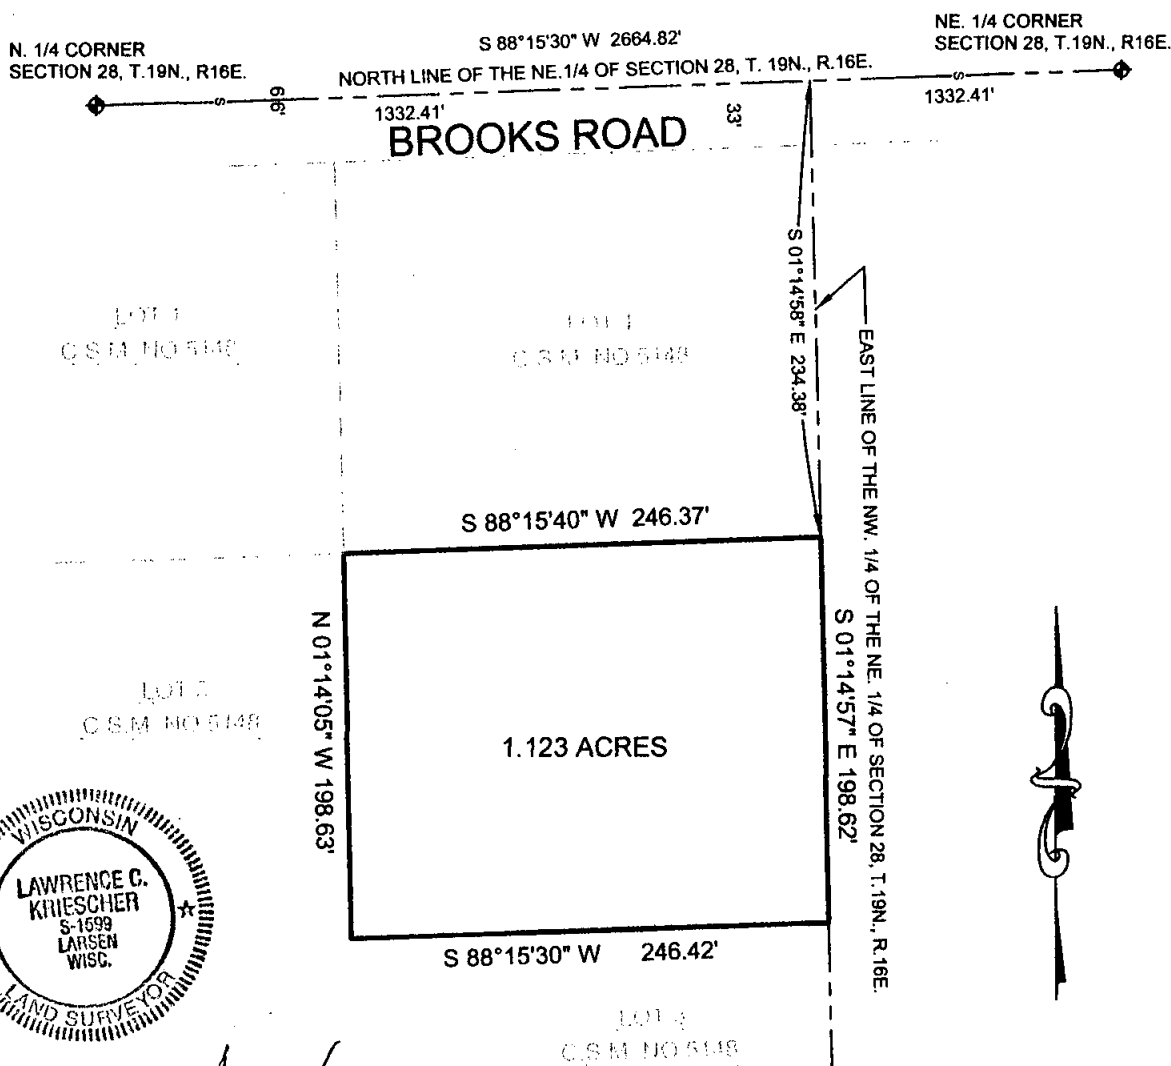 N. 1/4 CORNER
SECTION 28, T.19N., R16E.
S 88°15'30" W 2664.82'
NE. 1/4 CORNER
SECTION 28, T.19N., R16E.
NORTH LINE OF THE NE.1/4 OF SECTION 28, T. 19N., R.16E.
S
S
66'
1332.41'
33'
1332.41'
BROOKS ROAD
S 01°14'58" E 234.38'
EAST LINE OF THE NW. 1/4 OF THE NE. 1/4 OF SECTION 28, T.19N., R.16E.
LOT 1
C.S.M. NO 5148
LOT 1
C.S.M. NO 5148
S 88°15'40" W 246.37'
N 01°14'05" W 198.63'
S 01°14'57" E 198.62'
LOT
C.S.M. NO 5148
1.123 ACRES
WISCONSIN
LAWRENCE C.
KRIESCHER
S-1599
LARSEN
WISC.
LAND SURVEYOR
S 88°15'30" W 246.42'
LOT
C.S.M. NO 5148